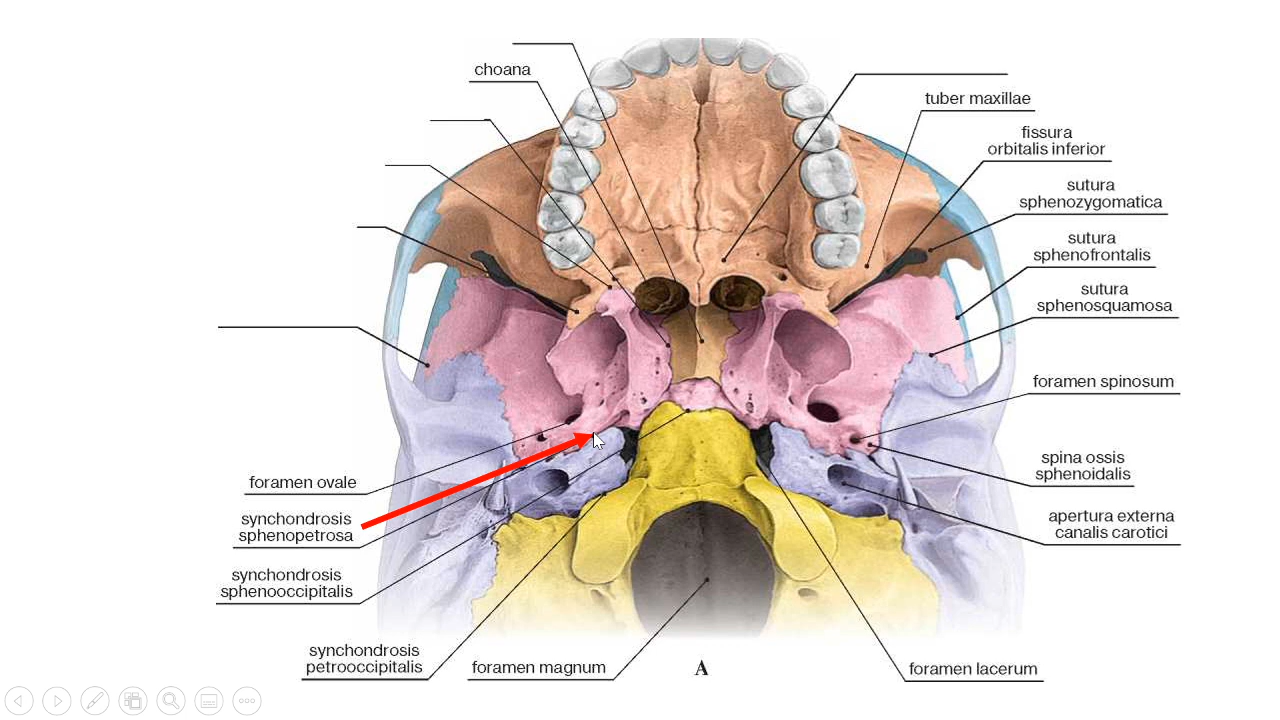 choana
tuber maxillae
fissura
orbitalis inferior
sutura
sphenozygomatica
sutura
sphenofrontalis
sutura
sphenosquamosa
foramen spinosum
spina ossis
sphenoidalis
apertura externa
canalis carotici
foramen ovale
synchondrosis
sphenopetrosa
synchondrosis
sphenooccipitalis
synchondrosis
petrooccipitalis
foramen magnum
A
foramen lacerum